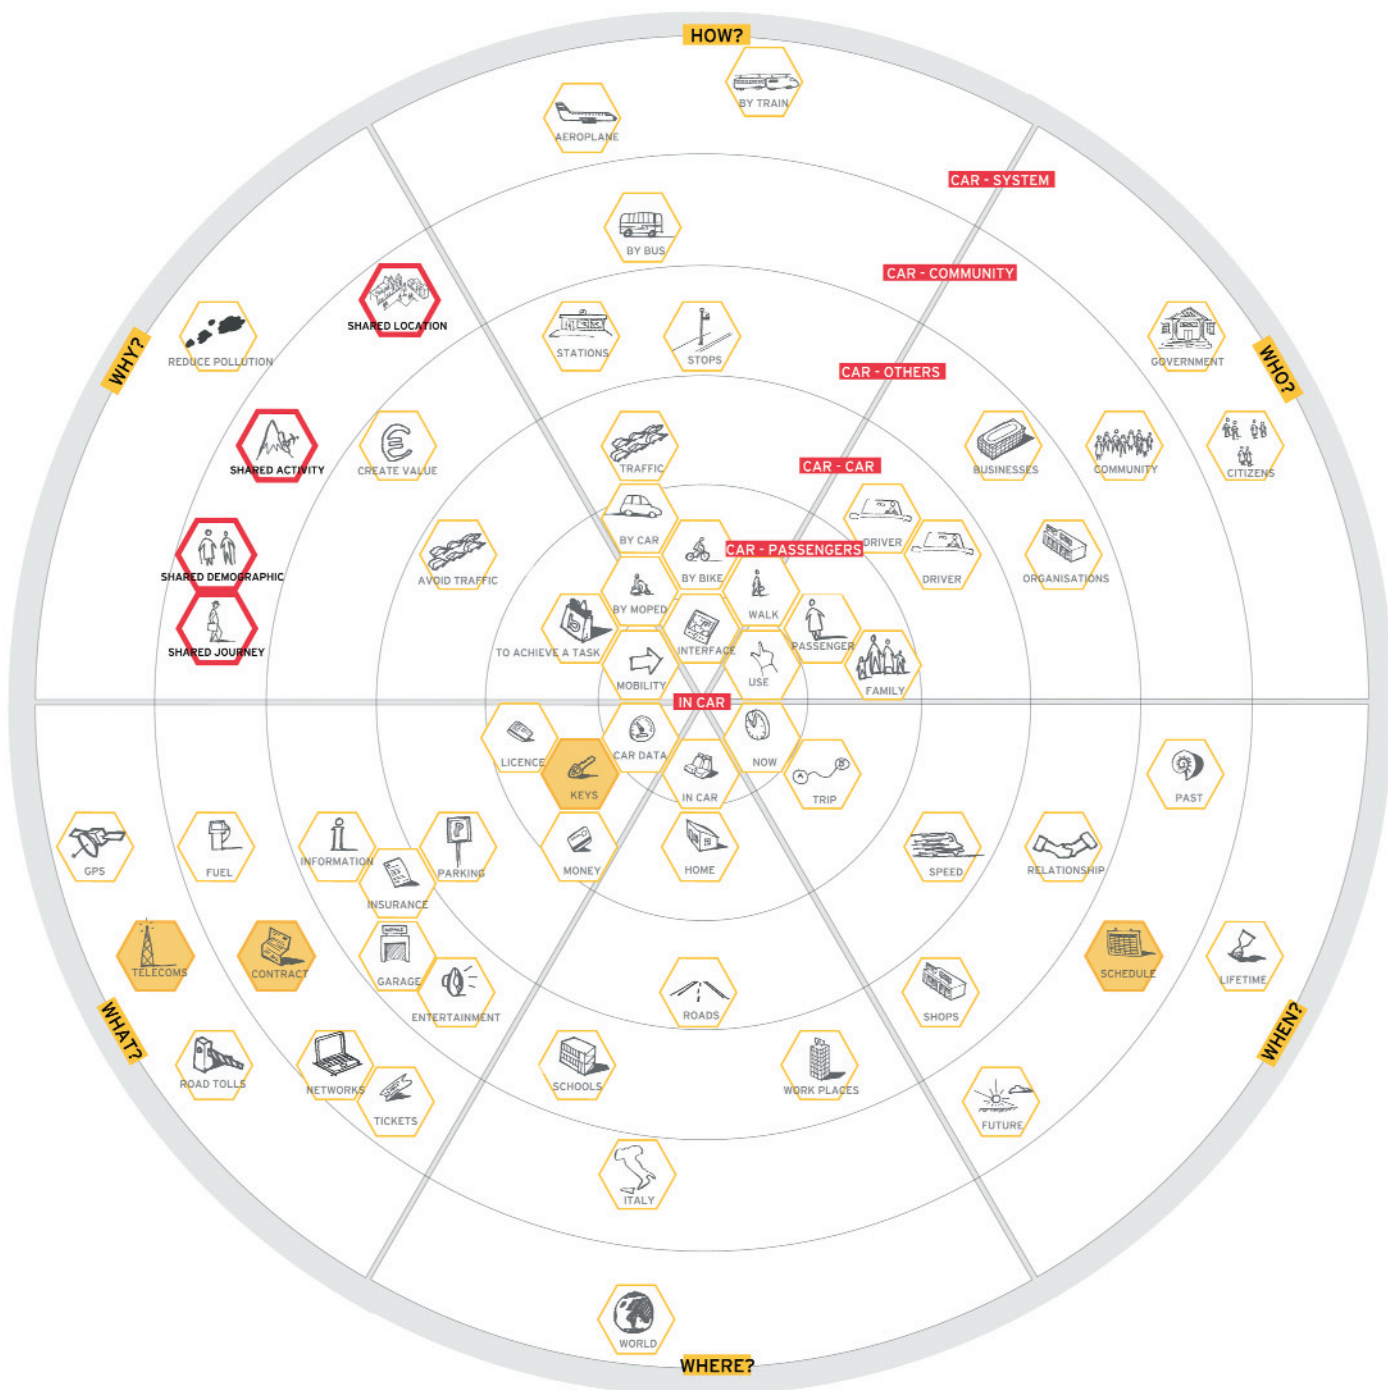 HOW?
BY TRAIN
AEROPLANE
CAR - SYSTEM
BY BUS
CAR - COMMUNITY
SHARED LOCATION
STATIONS
STOPS
GOVERNMENT
REDUCE POLLUTION
WHY?
WHO?
CAR - OTHERS
SHARED ACTIVITY
CREATE VALUE
TRAFFIC
CAR - CAR
BUSINESSES
COMMUNITY
CITIZENS
BY CAR
DRIVER
CAR - PASSENGERS
SHARED DEMOGRAPHIC
AVOID TRAFFIC
BY BIKE
DRIVER
ORGANISATIONS
BY MOPED
WALK
SHARED JOURNEY
TO ACHIEVE A TASK
INTERFACE
PASSENGER
MOBILITY
USE
FAMILY
IN CAR
LICENCE
CAR DATA
NOW
KEYS
IN CAR
TRIP
A
B
PAST
GPS
FUEL
INFORMATION
PARKING
MONEY
HOME
SPEED
RELATIONSHIP
INSURANCE
TELECOMS
CONTRACT
GARAGE
SCHEDULE
LIFETIME
ENTERTAINMENT
ROADS
SHOPS
WHAT?
WHEN?
ROAD TOLLS
NETWORKS
SCHOOLS
WORK PLACES
TICKETS
FUTURE
ITALY
WORLD
WHERE?